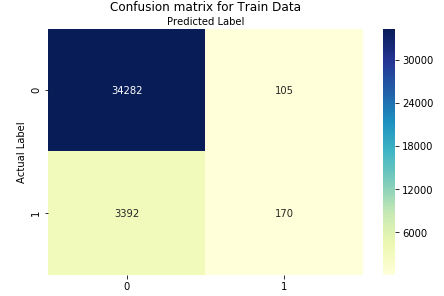 Confusion matrix for Train Data
Predicted Label
0 34282 105
1 3392 170
Actual Label
0 1
30000
24000
18000
12000
6000